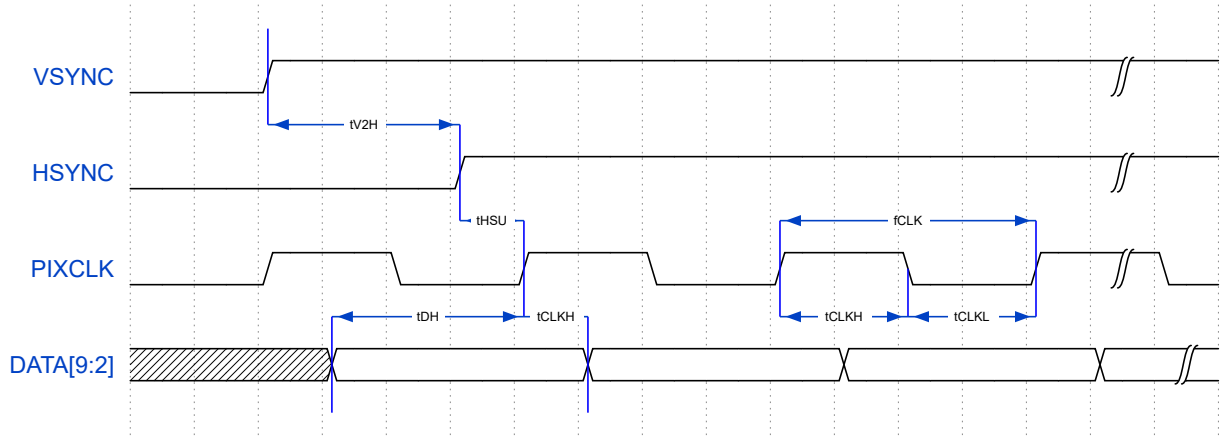 VSYNC
tV2H
HSYNC
tHSU
fCLK
PIXCLK
tDH
tCLKH
tCLKH
tCLKL
DATA[9:2]